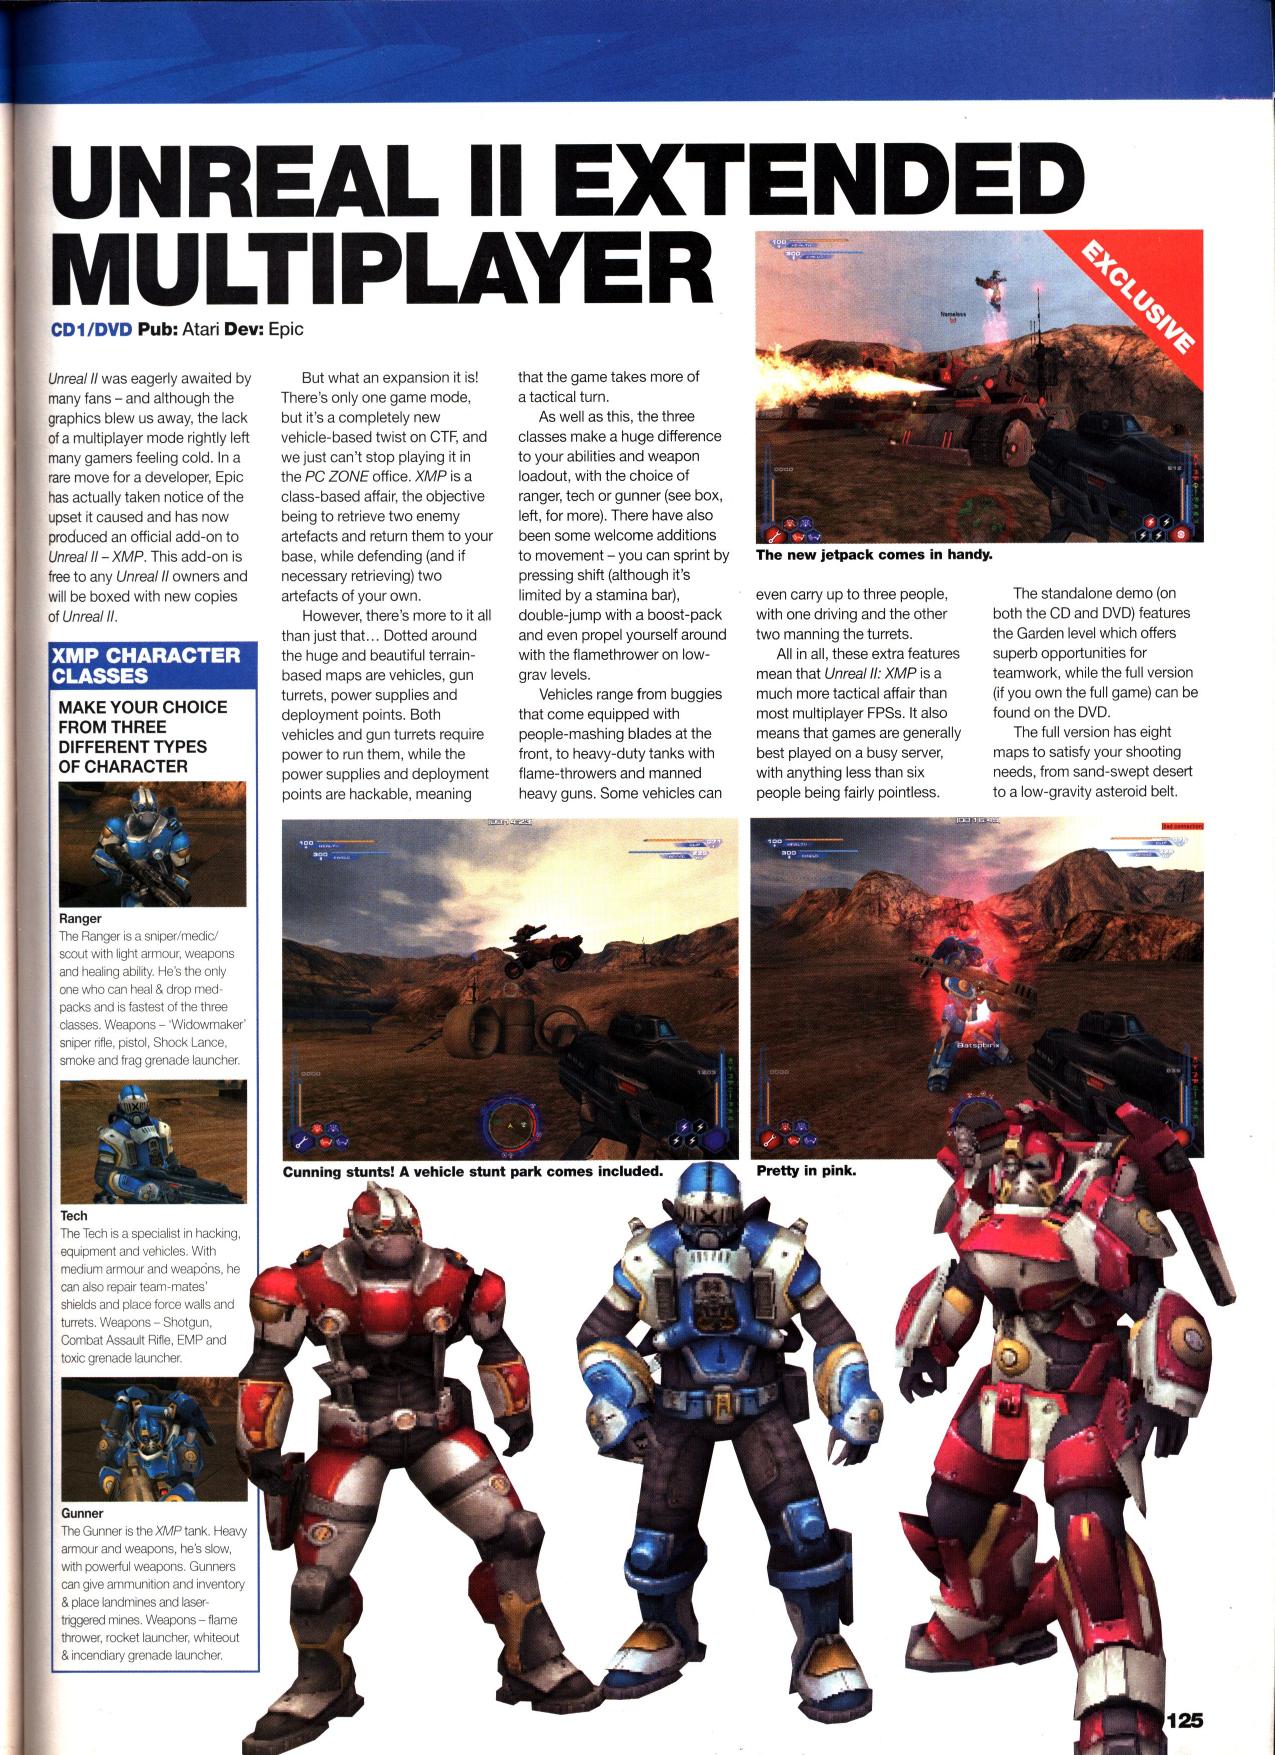 UNREAL II EXTENDED
MULTIPLAYER
CD1/DVD Pub: Atari Dev: Epic
Unreal II was eagerly awaited by
many fans – and although the
graphics blew us away, the lack
of a multiplayer mode rightly left
many gamers feeling cold. In a
rare move for a developer, Epic
has actually taken notice of the
upset it caused and has now
produced an official add-on to
Unreal II – XMP. This add-on is
free to any Unreal II owners and
will be boxed with new copies
of Unreal II.
But what an expansion it is!
There's only one game mode,
but it's a completely new
vehicle-based twist on CTF, and
we just can't stop playing it in
the PC ZONE office. XMP is a
class-based affair, the objective
being to retrieve two enemy
artefacts and return them to your
base, while defending (and if
necessary retrieving) two
artefacts of your own.
However, there's more to it all
than just that… Dotted around
the huge and beautiful terrain-
based maps are vehicles, gun
turrets, power supplies and
deployment points. Both
vehicles and gun turrets require
power to run them, while the
power supplies and deployment
points are hackable, meaning
that the game takes more of
a tactical turn.
As well as this, the three
classes make a huge difference
to your abilities and weapon
loadout, with the choice of
ranger, tech or gunner (see box,
left, for more). There have also
been some welcome additions
to movement – you can sprint by
pressing shift (although it's
limited by a stamina bar),
double-jump with a boost-pack
and even propel yourself around
with the flamethrower on low-
grav levels.
Vehicles range from buggies
that come equipped with
people-mashing blades at the
front, to heavy-duty tanks with
flame-throwers and manned
heavy guns. Some vehicles can
EXCLUSIVE
100
HEALTH
300
Nameless
0000
512
The new jetpack comes in handy.
even carry up to three people,
with one driving and the other
two manning the turrets.
All in all, these extra features
mean that Unreal II: XMP is a
much more tactical affair than
most multiplayer FPSs. It also
means that games are generally
best played on a busy server,
with anything less than six
people being fairly pointless.
The standalone demo (on
both the CD and DVD) features
the Garden level which offers
superb opportunities for
teamwork, while the full version
(if you own the full game) can be
found on the DVD.
The full version has eight
maps to satisfy your shooting
needs, from sand-swept desert
to a low-gravity asteroid belt.
XMP CHARACTER
CLASSES
MAKE YOUR CHOICE
FROM THREE
DIFFERENT TYPES
OF CHARACTER
Ranger
The Ranger is a sniper/medic/
scout with light armour, weapons
and healing ability. He's the only
one who can heal & drop med-
packs and is fastest of the three
classes. Weapons – 'Widowmaker'
sniper rifle, pistol, Shock Lance,
smoke and frag grenade launcher.
Tech
The Tech is a specialist in hacking,
equipment and vehicles. With
medium armour and weapons, he
can also repair team-mates'
shields and place force walls and
turrets. Weapons – Shotgun,
Combat Assault Rifle, EMP and
toxic grenade launcher.
Gunner
The Gunner is the XMP tank. Heavy
armour and weapons, he's slow,
with powerful weapons. Gunners
can give ammunition and inventory
& place landmines and laser-
triggered mines. Weapons – flame
thrower, rocket launcher, whiteout
& incendiary grenade launcher.
100
HEALTH
300
SHIELD
0000
1203
Cunning stunts! A vehicle stunt park comes included.
Bad connection
100
HEALTH
300
SHIELD
Batsphinx
0000
Pretty in pink.
125